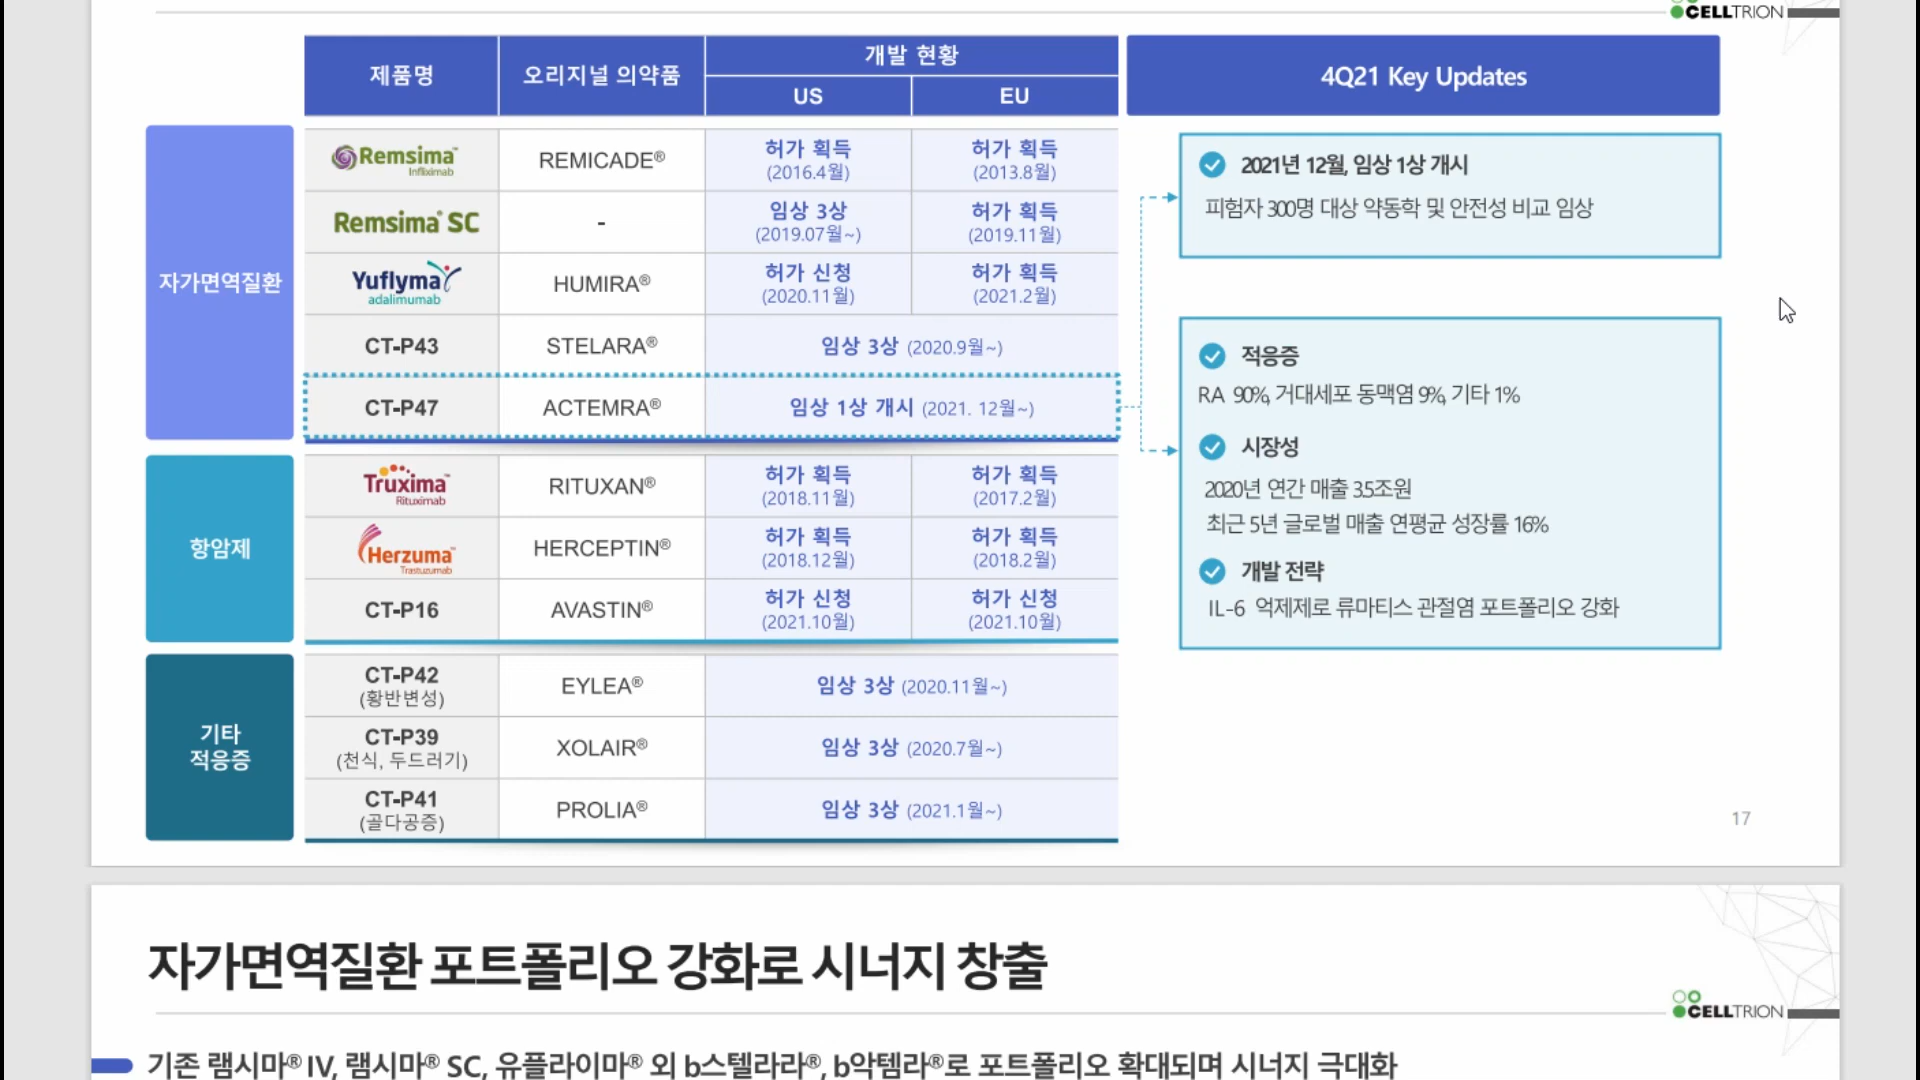 CELLTRION
제품명
오리지널 의약품
개발 현황
US
EU
4Q21 Key Updates
자가면역질환
Remsima™
Infliximab
REMICADE®
허가 획득
(2016.4월)
허가 획득
(2013.8월)
Remsima® SC
-
임상 3상
(2019.07월~)
허가 획득
(2019.11월)
Yuflyma™
adalimumab
HUMIRA®
허가 신청
(2020.11월)
허가 획득
(2021.2월)
CT-P43
STELARA®
임상 3상 (2020.9월~)
CT-P47
ACTEMRA®
임상 1상 개시 (2021. 12월~)
항암제
Truxima™
Rituximab
RITUXAN®
허가 획득
(2018.11월)
허가 획득
(2017.2월)
Herzuma™
Trastuzumab
HERCEPTIN®
허가 획득
(2018.12월)
허가 획득
(2018.2월)
CT-P16
AVASTIN®
허가 신청
(2021.10월)
허가 신청
(2021.10월)
기타
적응증
CT-P42
(황반변성)
EYLEA®
임상 3상 (2020.11월~)
CT-P39
(천식, 두드러기)
XOLAIR®
임상 3상 (2020.7월~)
CT-P41
(골다공증)
PROLIA®
임상 3상 (2021.1월~)
2021년 12월, 임상 1상 개시
피험자 300명 대상 약동학 및 안전성 비교 임상
적응증
RA 90%, 거대세포 동맥염 9%, 기타 1%
시장성
2020년 연간 매출 3.5조원
최근 5년 글로벌 매출 연평균 성장률 16%
개발 전략
IL-6 억제제로 류마티스 관절염 포트폴리오 강화
17
자가면역질환 포트폴리오 강화로 시너지 창출
CELLTRION
기존 램시마® IV, 램시마® SC, 유플라이마® 외 b스텔라라®, b악템라®로 포트폴리오 확대되며 시너지 극대화